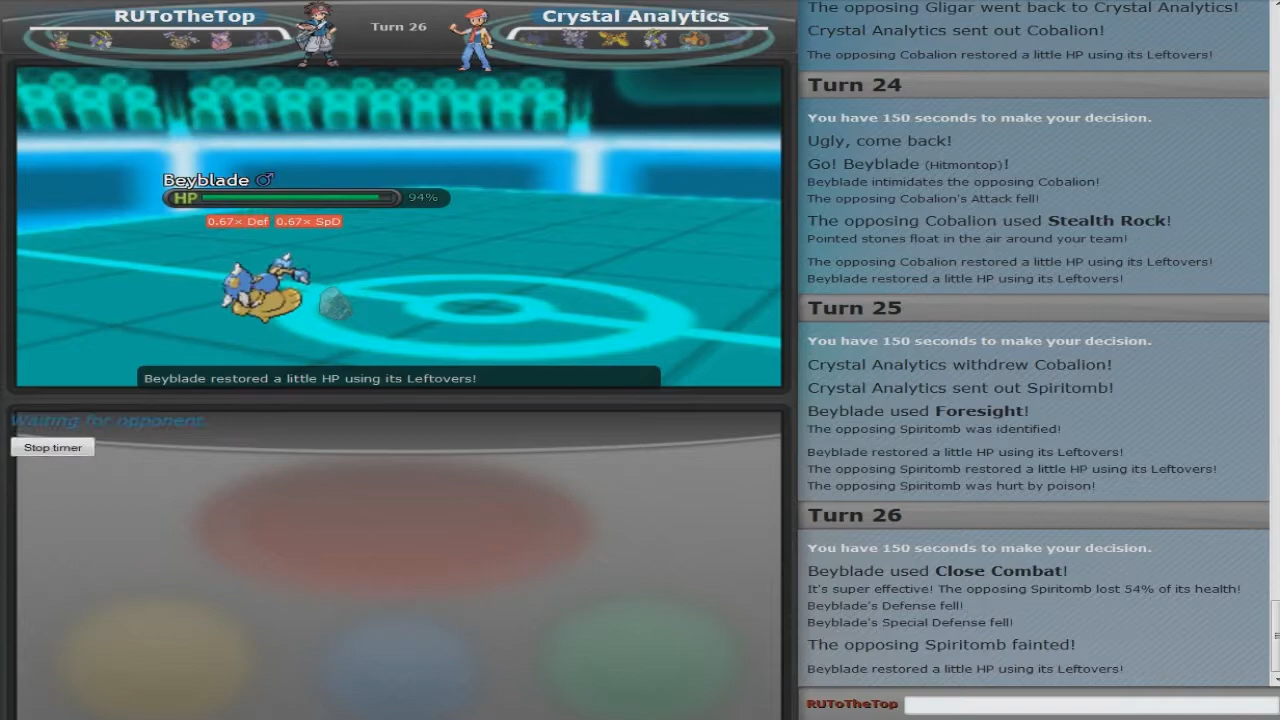 RUToTheTop
Turn 26
Crystal Analytics
Beyblade ♂
HP
94%
0.67× Def 0.67× SpD
Beyblade restored a little HP using its Leftovers!
Waiting for opponent.
Stop timer
The opposing Gligar went back to Crystal Analytics!
Crystal Analytics sent out Cobalion!
The opposing Cobalion restored a little HP using its Leftovers!
Turn 24
You have 150 seconds to make your decision.
Ugly, come back!
Go! Beyblade (Hitmontop)!
Beyblade intimidates the opposing Cobalion!
The opposing Cobalion's Attack fell!
The opposing Cobalion used Stealth Rock!
Pointed stones float in the air around your team!
The opposing Cobalion restored a little HP using its Leftovers!
Beyblade restored a little HP using its Leftovers!
Turn 25
You have 150 seconds to make your decision.
Crystal Analytics withdrew Cobalion!
Crystal Analytics sent out Spiritomb!
Beyblade used Foresight!
The opposing Spiritomb was identified!
Beyblade restored a little HP using its Leftovers!
The opposing Spiritomb restored a little HP using its Leftovers!
The opposing Spiritomb was hurt by poison!
Turn 26
You have 150 seconds to make your decision.
Beyblade used Close Combat!
It's super effective! The opposing Spiritomb lost 54% of its health!
Beyblade's Defense fell!
Beyblade's Special Defense fell!
The opposing Spiritomb fainted!
Beyblade restored a little HP using its Leftovers!
RUToTheTop